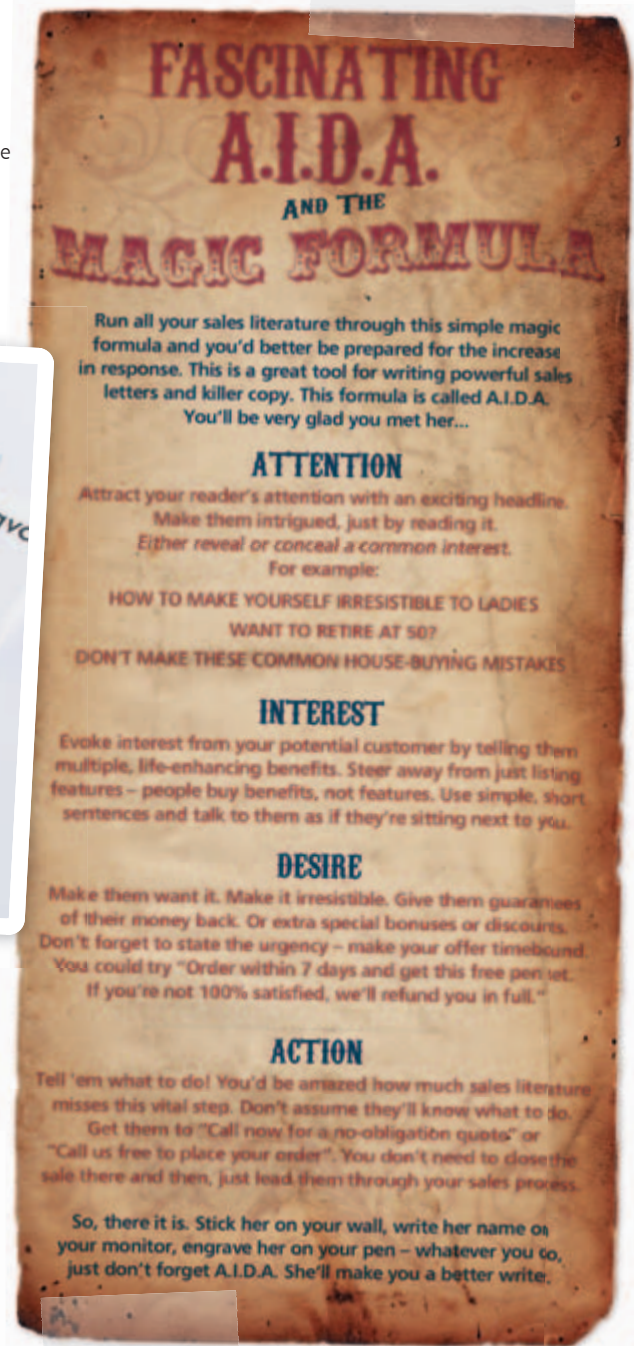 FASCINATING
A.I.D.A.
AND THE
MAGIC FORMULA
Run all your sales literature through this simple magic
formula and you'd better be prepared for the increase
in response. This is a great tool for writing powerful sales
letters and killer copy. This formula is called A.I.D.A.
You'll be very glad you met her...
ATTENTION
Attract your reader's attention with an exciting headline.
Make them intrigued, just by reading it.
Either reveal or conceal a common interest.
For example:
HOW TO MAKE YOURSELF IRRESISTIBLE TO LADIES
WANT TO RETIRE AT 50?
DON'T MAKE THESE COMMON HOUSE-BUYING MISTAKES
INTEREST
Evoke interest from your potential customer by telling them
multiple, life-enhancing benefits. Steer away from just listing
features – people buy benefits, not features. Use simple, short
sentences and talk to them as if they're sitting next to you.
DESIRE
Make them want it. Make it irresistible. Give them guarantees
of their money back. Or extra special bonuses or discounts.
Don't forget to state the urgency – make your offer timebound.
You could try "Order within 7 days and get this free pen set.
If you're not 100% satisfied, we'll refund you in full."
ACTION
Tell 'em what to do! You'd be amazed how much sales literature
misses this vital step. Don't assume they'll know what to do.
Get them to "Call now for a no-obligation quote" or
"Call us free to place your order". You don't need to close the
sale there and then, just lead them through your sales process.
So, there it is. Stick her on your wall, write her name on
your monitor, engrave her on your pen – whatever you do,
just don't forget A.I.D.A. She'll make you a better writer.